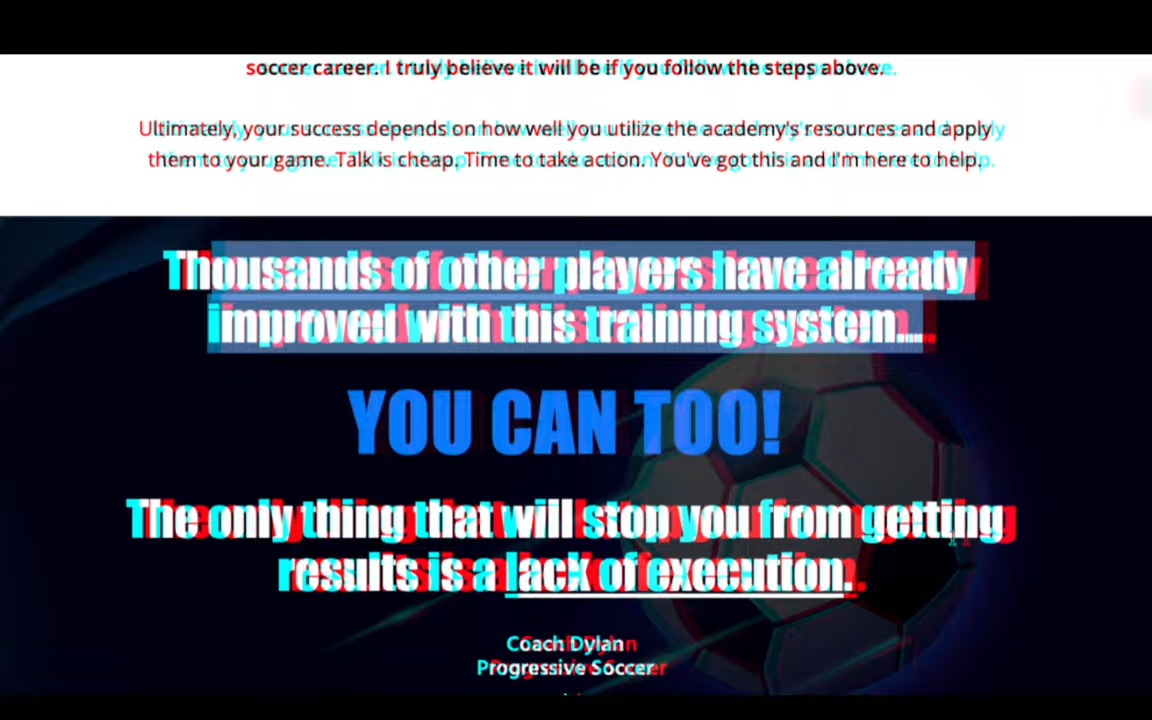 soccer career. I truly believe it will be if you follow the steps above.
Ultimately, your success depends on how well you utilize the academy's resources and apply
them to your game. Talk is cheap. Time to take action. You've got this and I'm here to help.
Thousands of other players have already
improved with this training system...
YOU CAN TOO!
The only thing that will stop you from getting
results is a lack of execution.
Coach Dylan
Progressive Soccer